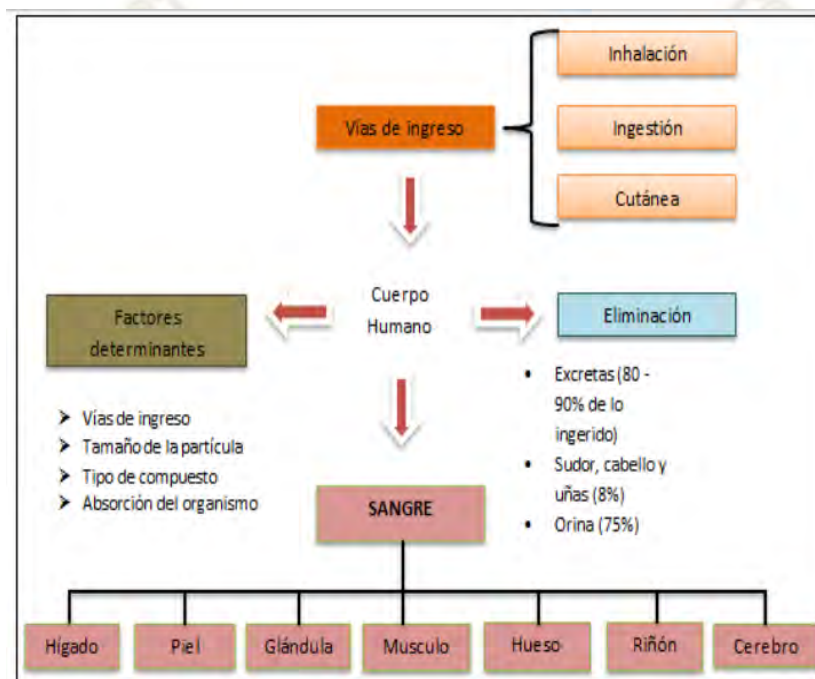 Inhalación
Vías de ingreso
Ingestión
Cutánea
Cuerpo
Humano
Factores
determinantes
Eliminación
➤ Vías de ingreso
➤ Tamaño de la partícula
➤ Tipo de compuesto
➤ Absorción del organismo
• Excretas (80 -
90% de lo
ingerido)
• Sudor, cabello y
uñas (8%)
• Orina (75%)
SANGRE
Hígado
Piel
Glándula
Musculo
Hueso
Riñón
Cerebro